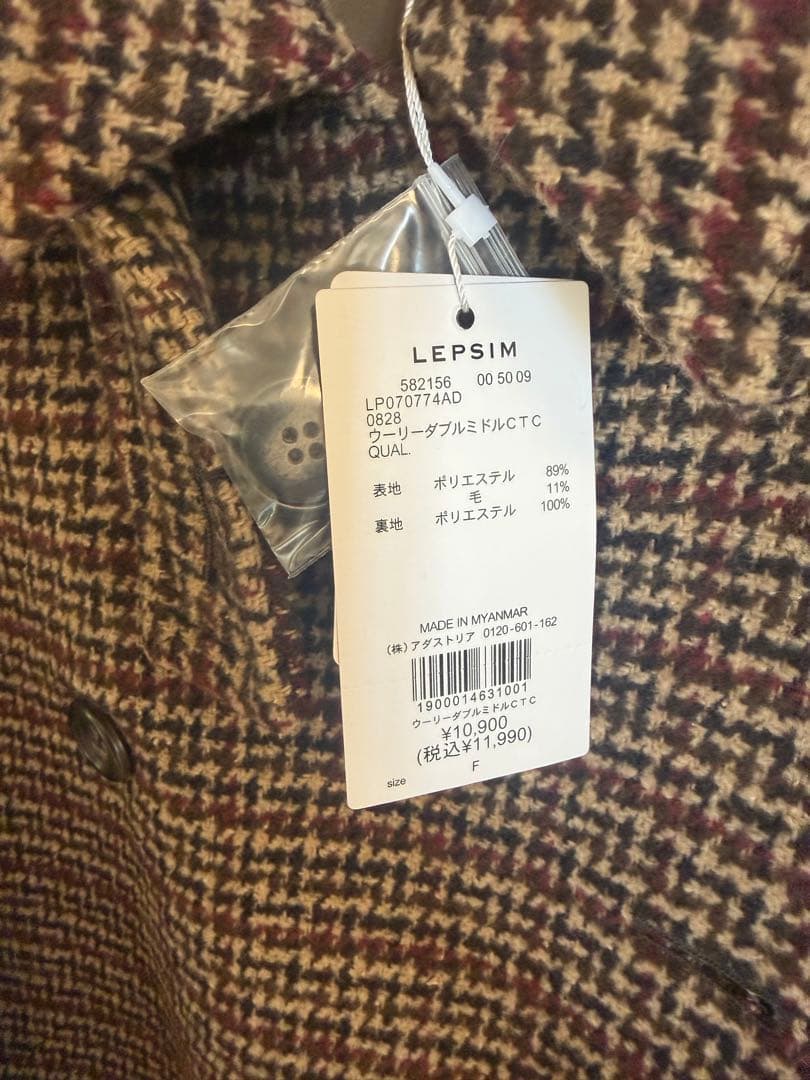 LEPSIM
582156 00 50 09
LP070774AD
0828
ウーリーダブルミドルCTC
QUAL.
表地 ポリエステル 89%
毛 11%
裏地 ポリエステル 100%
MADE IN MYANMAR
(株)アダストリア 0120-601-162
1900014631001
ウーリーダブルミドルCTC
¥10,900
(税込¥11,990)
size F